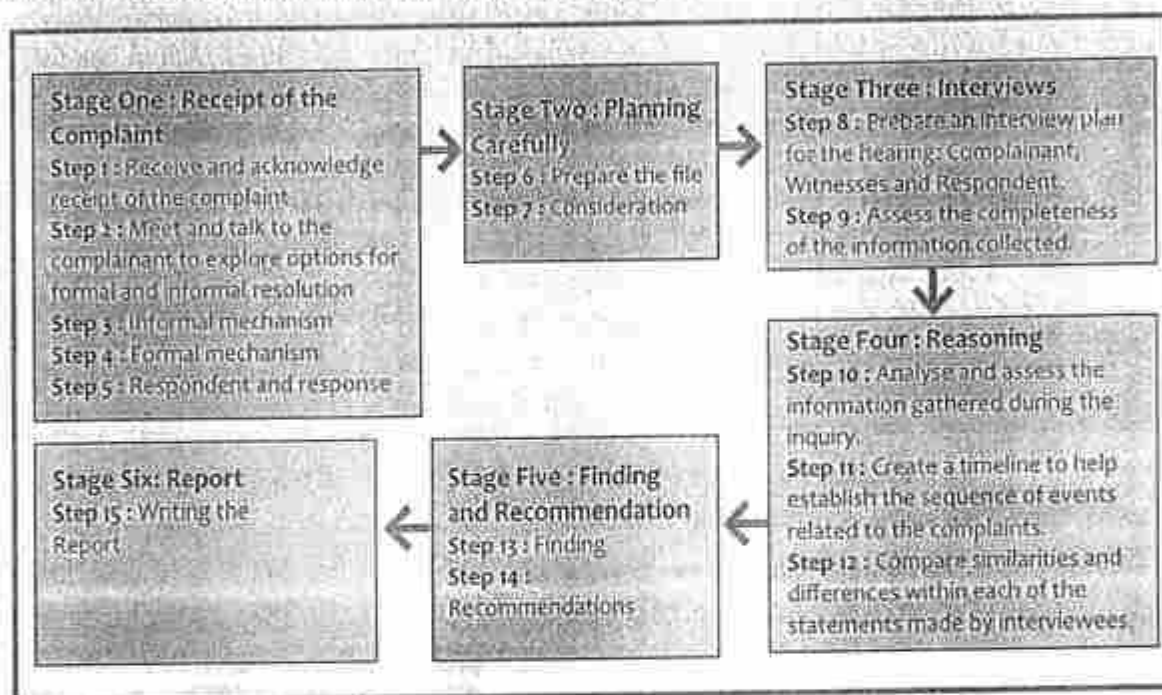 Stage One : Receipt of the
Complaint
Step 1 : Receive and acknowledge
receipt of the complaint
Step 2 : Meet and talk to the
complainant to explore options for
formal and informal resolution
Step 3 : Informal mechanism
Step 4 : Formal mechanism
Step 5 : Respondent and response
Stage Two : Planning
Carefully
Step 6 : Prepare the file
Step 7 : Consideration
Stage Three : Interviews
Step 8 : Prepare an interview plan
for the hearing: Complainant,
Witnesses and Respondent.
Step 9 : Assess the completeness
of the information collected.
Stage Four : Reasoning
Step 10 : Analyse and assess the
information gathered during the
inquiry.
Step 11 : Create a timeline to help
establish the sequence of events
related to the complaints.
Step 12 : Compare similarities and
differences within each of the
statements made by interviewees.
Stage Five : Finding
and Recommendation
Step 13 : Finding
Step 14 :
Recommendations
Stage Six: Report
Step 15 : Writing the
Report